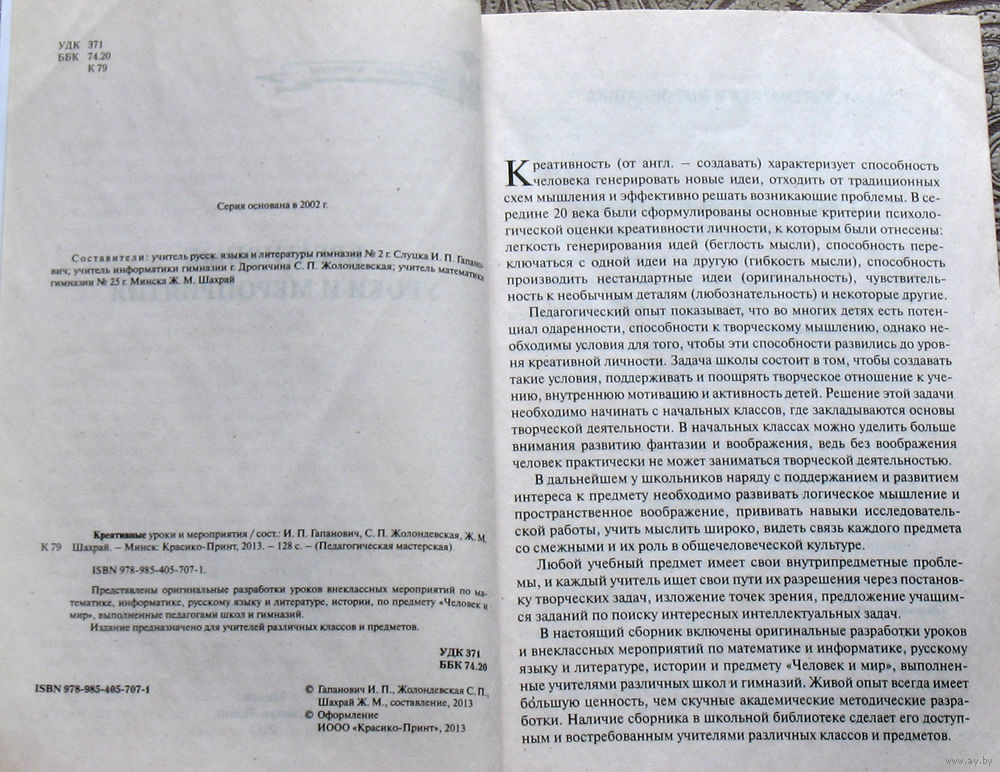 УДК 371
ББК 74.20
К 79
Серия основана в 2002 г.
Составители: учитель русск. языка и литературы гимназии № 2 г. Слуцка И. П. Гапано-
вич; учитель информатики гимназии г. Дрогичина С. П. Жолондевская; учитель математики
гимназии № 25 г. Минска Ж. М. Шахрай
Креативные уроки и мероприятия / сост.: И. П. Гапанович, С. П. Жолондевская, Ж. М.
К 79 Шахрай. – Минск: Красико-Принт, 2013. – 128 с. – (Педагогическая мастерская).
ISBN 978-985-405-707-1.
Представлены оригинальные разработки уроков внеклассных мероприятий по ма-
тематике, информатике, русскому языку и литературе, истории, по предмету «Человек и
мир», выполненные педагогами школ и гимназий.
Издание предназначено для учителей различных классов и предметов.
УДК 371
ББК 74.20
ISBN 978-985-405-707-1
© Гапанович И. П., Жолондевская С. П.,
Шахрай Ж. М., составление, 2013
© Оформление
ИООО «Красико-Принт», 2013
Креативность (от англ. – создавать) характеризует способность
человека генерировать новые идеи, отходить от традиционных
схем мышления и эффективно решать возникающие проблемы. В се-
редине 20 века были сформулированы основные критерии психоло-
гической оценки креативности личности, к которым были отнесены:
легкость генерирования идей (беглость мысли), способность пере-
ключаться с одной идеи на другую (гибкость мысли), способность
производить нестандартные идеи (оригинальность), чувствитель-
ность к необычным деталям (любознательность) и некоторые другие.
Педагогический опыт показывает, что во многих детях есть потен-
циал одаренности, способности к творческому мышлению, однако не-
обходимы условия для того, чтобы эти способности развились до уров-
ня креативной личности. Задача школы состоит в том, чтобы создавать
такие условия, поддерживать и поощрять творческое отношение к уче-
нию, внутреннюю мотивацию и активность детей. Решение этой задачи
необходимо начинать с начальных классов, где закладываются основы
творческой деятельности. В начальных классах можно уделить больше
внимания развитию фантазии и воображения, ведь без воображения
человек практически не может заниматься творческой деятельностью.
В дальнейшем у школьников наряду с поддержанием и развитием
интереса к предмету необходимо развивать логическое мышление и
пространственное воображение, прививать навыки исследователь-
ской работы, учить мыслить широко, видеть связь каждого предмета
со смежными и их роль в общечеловеческой культуре.
Любой учебный предмет имеет свои внутрипредметные пробле-
мы, и каждый учитель ищет свои пути их разрешения через постанов-
ку творческих задач, изложение точек зрения, предложение учащим-
ся заданий по поиску интересных интеллектуальных задач.
В настоящий сборник включены оригинальные разработки уроков
и внеклассных мероприятий по математике и информатике, русскому
языку и литературе, истории и предмету «Человек и мир», выполнен-
ные учителями различных школ и гимназий. Живой опыт всегда имеет
бо́льшую ценность, чем скучные академические методические разра-
ботки. Наличие сборника в школьной библиотеке сделает его доступ-
ным и востребованным учителями различных классов и предметов.
www.ay.by